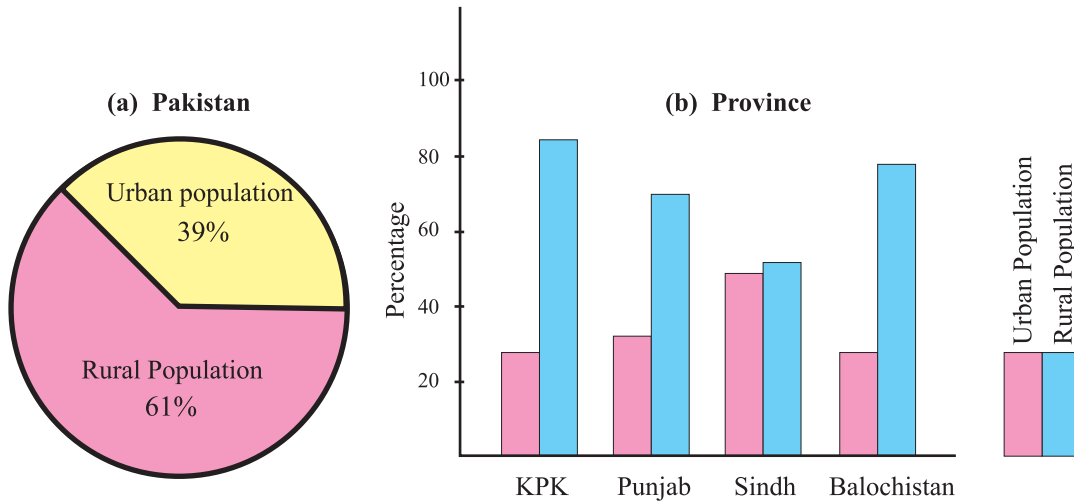 (a) Pakistan
Urban population
39%
Rural Population
61%
(b) Province
Percentage
100
80
60
40
20
KPK
Punjab
Sindh
Balochistan
Urban Population
Rural Population